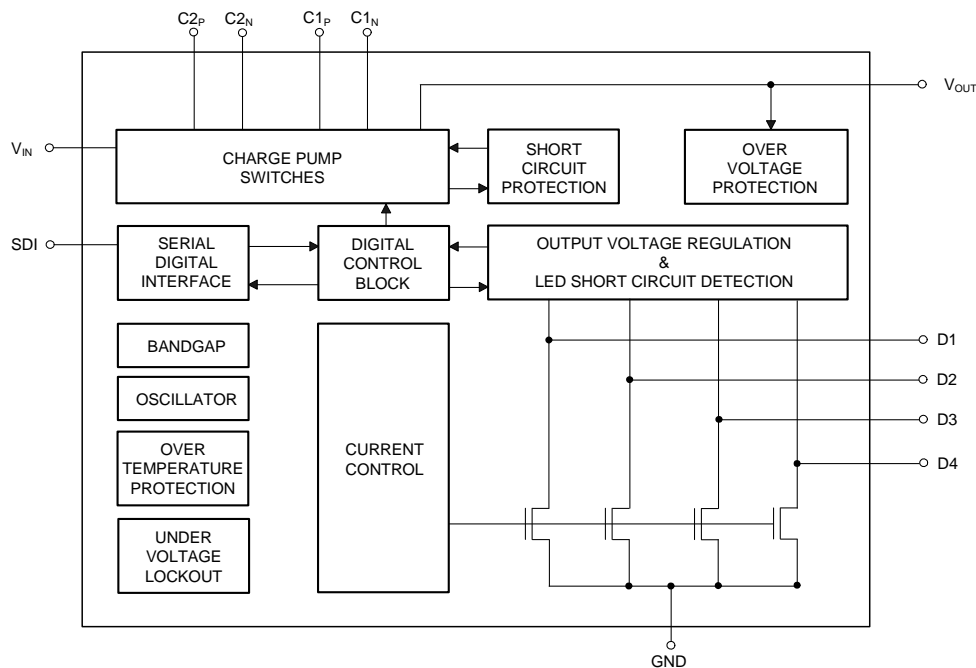 C2P C2N C1P C1N
VOUT
VIN
CHARGE PUMP
SWITCHES
SHORT
CIRCUIT
PROTECTION
OVER
VOLTAGE
PROTECTION
SDI
SERIAL
DIGITAL
INTERFACE
DIGITAL
CONTROL
BLOCK
OUTPUT VOLTAGE REGULATION
&
LED SHORT CIRCUIT DETECTION
BANDGAP
OSCILLATOR
OVER
TEMPERATURE
PROTECTION
UNDER
VOLTAGE
LOCKOUT
CURRENT
CONTROL
D1
D2
D3
D4
GND